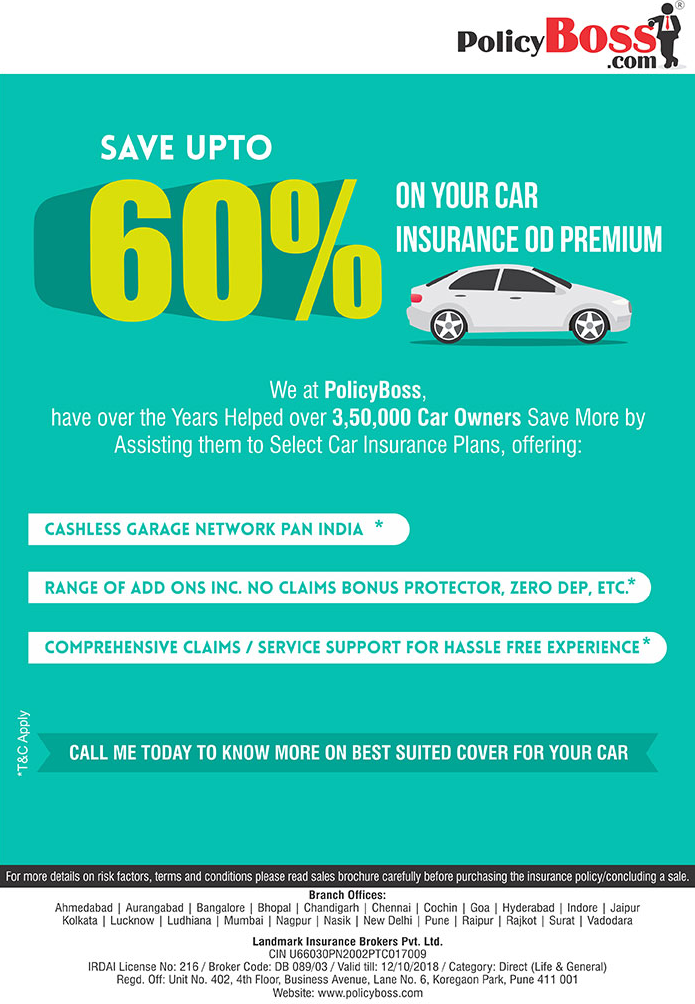 PolicyBOSS®
.com
SAVE UPTO
60%
ON YOUR CAR
INSURANCE OD PREMIUM
We at PolicyBoss,
have over the Years Helped over 3,50,000 Car Owners Save More by
Assisting them to Select Car Insurance Plans, offering:
CASHLESS GARAGE NETWORK PAN INDIA *
RANGE OF ADD ONS INC. NO CLAIMS BONUS PROTECTOR, ZERO DEP, ETC.*
COMPREHENSIVE CLAIMS / SERVICE SUPPORT FOR HASSLE FREE EXPERIENCE*
*T&C Apply
CALL ME TODAY TO KNOW MORE ON BEST SUITED COVER FOR YOUR CAR
For more details on risk factors, terms and conditions please read sales brochure carefully before purchasing the insurance policy/concluding a sale.
Branch Offices:
Ahmedabad | Aurangabad | Bangalore | Bhopal | Chandigarh | Chennai | Cochin | Goa | Hyderabad | Indore | Jaipur
Kolkata | Lucknow | Ludhiana | Mumbai | Nagpur | Nasik | New Delhi | Pune | Raipur | Rajkot | Surat | Vadodara
Landmark Insurance Brokers Pvt. Ltd.
CIN U66030PN2002PTC017009
IRDAI License No: 216 / Broker Code: DB 089/03 / Valid till: 12/10/2018 / Category: Direct (Life & General)
Regd. Off: Unit No. 402, 4th Floor, Business Avenue, Lane No. 6, Koregaon Park, Pune 411 001
Website: www.policyboss.com